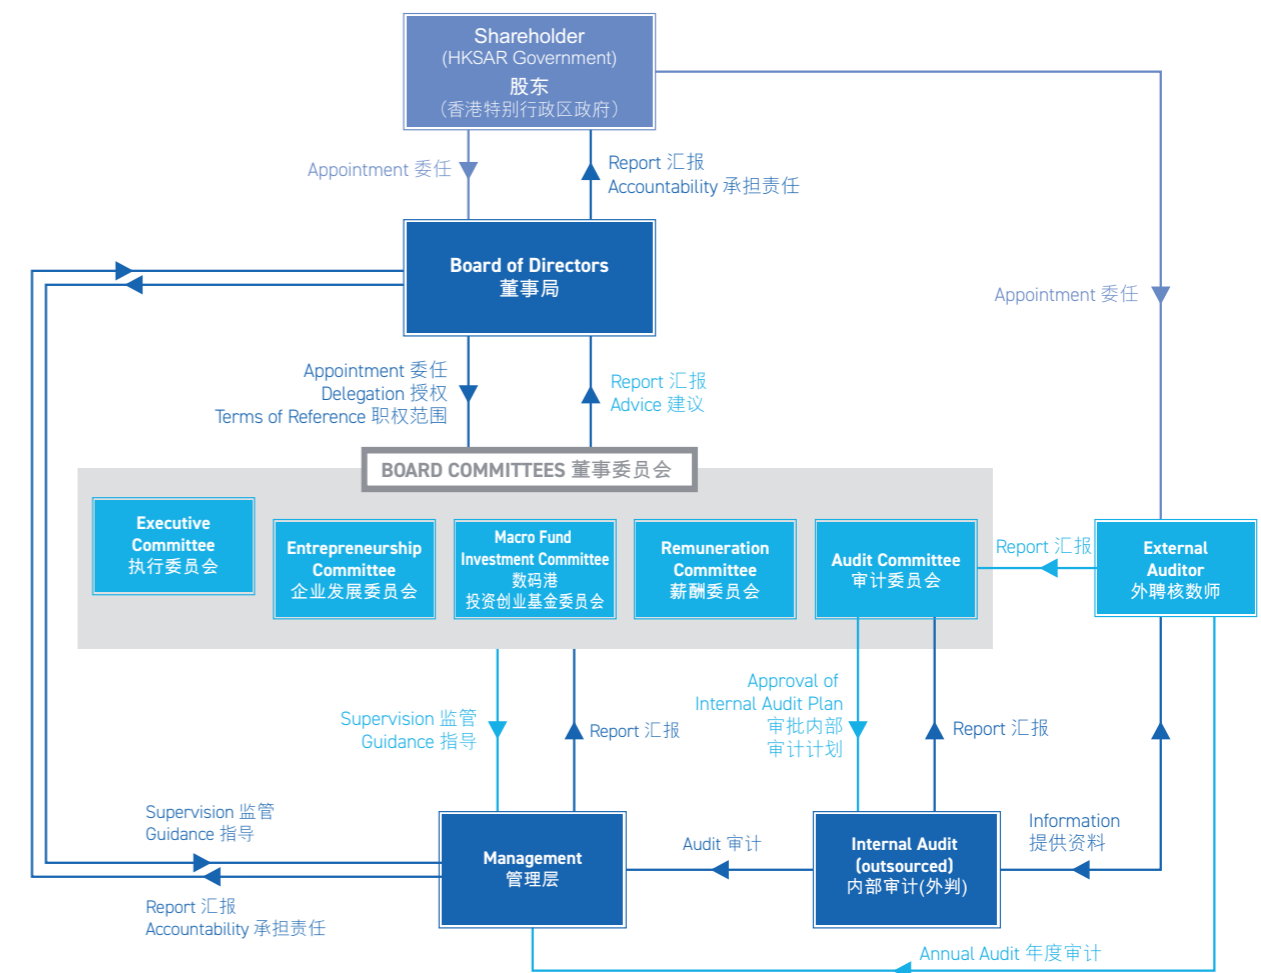 Shareholder
(HKSAR Government)
股东
（香港特别行政区政府）
Appointment 委任
Report 汇报
Accountability 承担责任
Board of Directors
董事局
Appointment 委任
Appointment 委任
Delegation 授权
Terms of Reference 职权范围
Report 汇报
Advice 建议
BOARD COMMITTEES 董事委员会
Executive
Committee
执行委员会
Entrepreneurship
Committee
企业发展委员会
Macro Fund
Investment Committee
数码港
投资创业基金委员会
Remuneration
Committee
薪酬委员会
Audit Committee
审计委员会
Report 汇报
External
Auditor
外聘核数师
Supervision 监管
Guidance 指导
Report 汇报
Approval of
Internal Audit Plan
审批内部
审计计划
Report 汇报
Supervision 监管
Guidance 指导
Management
管理层
Audit 审计
Internal Audit
(outsourced)
内部审计(外判)
Information
提供资料
Report 汇报
Accountability 承担责任
Annual Audit 年度审计